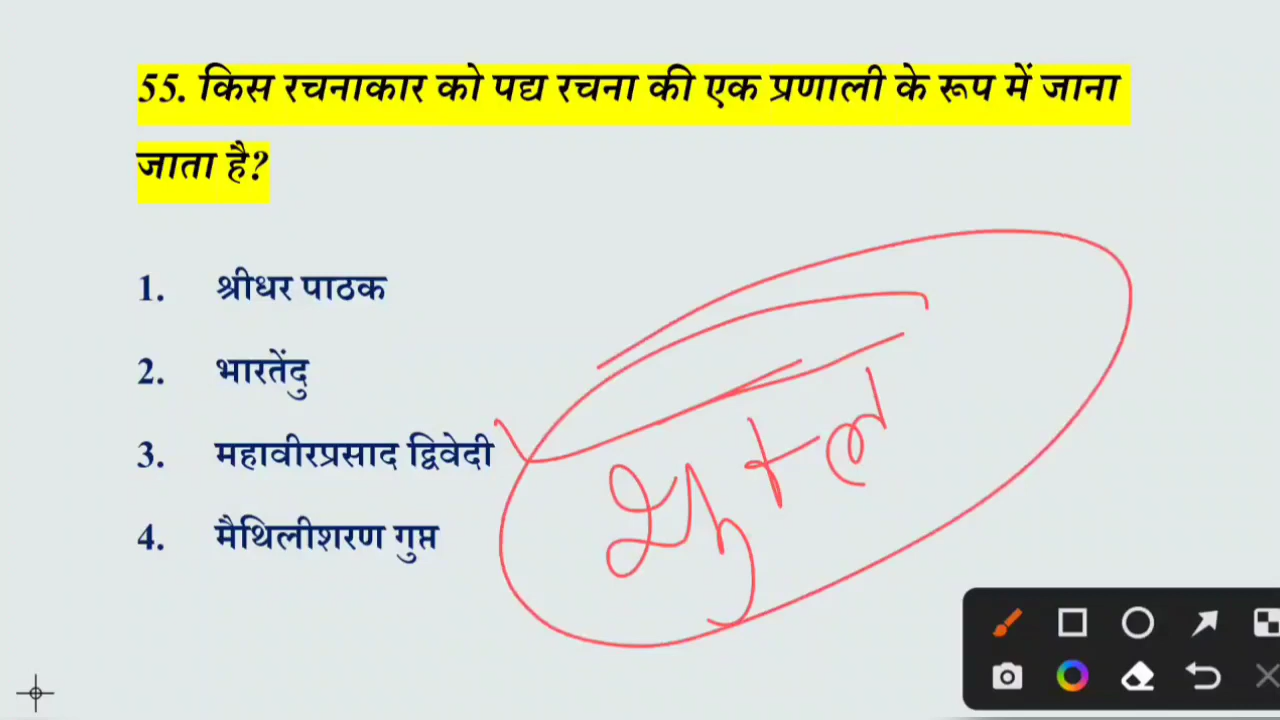 55. किस रचनाकार को पद्य रचना की एक प्रणाली के रूप में जाना
जाता है?
1. श्रीधर पाठक
2. भारतेंदु
3. महावीरप्रसाद द्विवेदी
4. मैथिलीशरण गुप्त